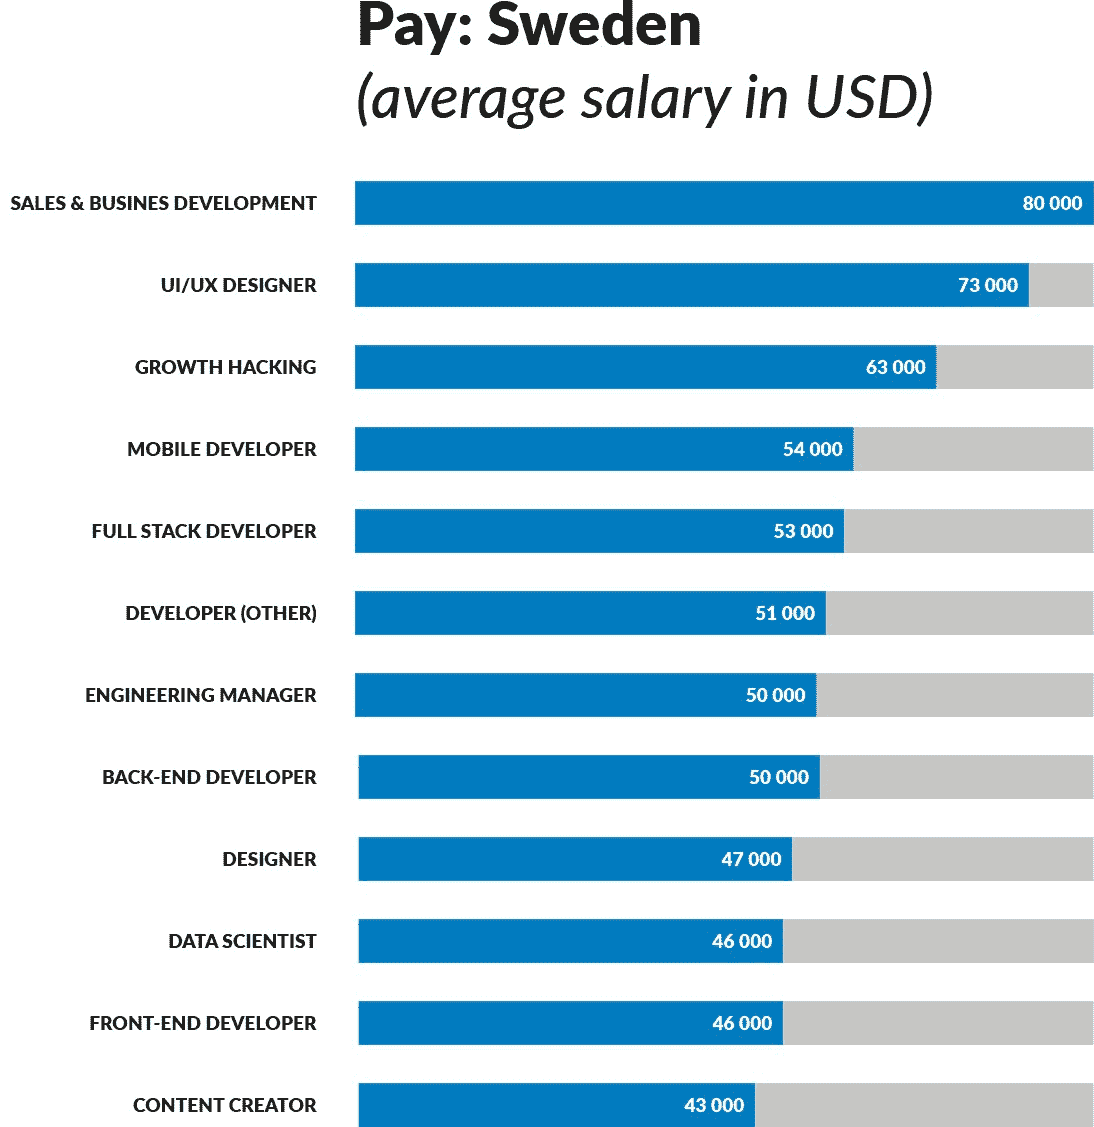 Pay: Sweden
(average salary in USD)
SALES & BUSINES DEVELOPMENT 80 000
UI/UX DESIGNER 73 000
GROWTH HACKING 63 000
MOBILE DEVELOPER 54 000
FULL STACK DEVELOPER 53 000
DEVELOPER (OTHER) 51 000
ENGINEERING MANAGER 50 000
BACK-END DEVELOPER 50 000
DESIGNER 47 000
DATA SCIENTIST 46 000
FRONT-END DEVELOPER 46 000
CONTENT CREATOR 43 000